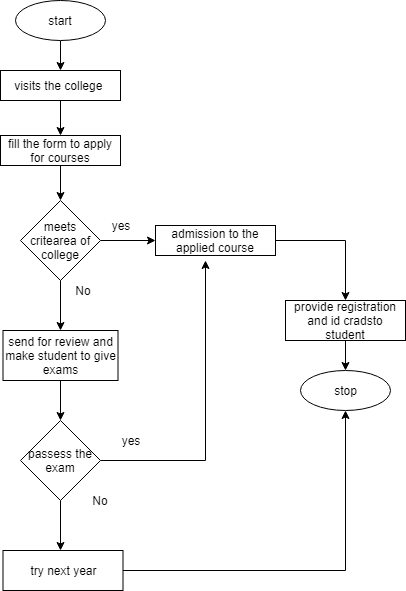 start
visits the college
fill the form to apply
for courses
meets
critearea of
college
yes
admission to the
applied course
No
provide registration
and id cradsto
student
send for review and
make student to give
exams
stop
passess the
exam
yes
No
try next year